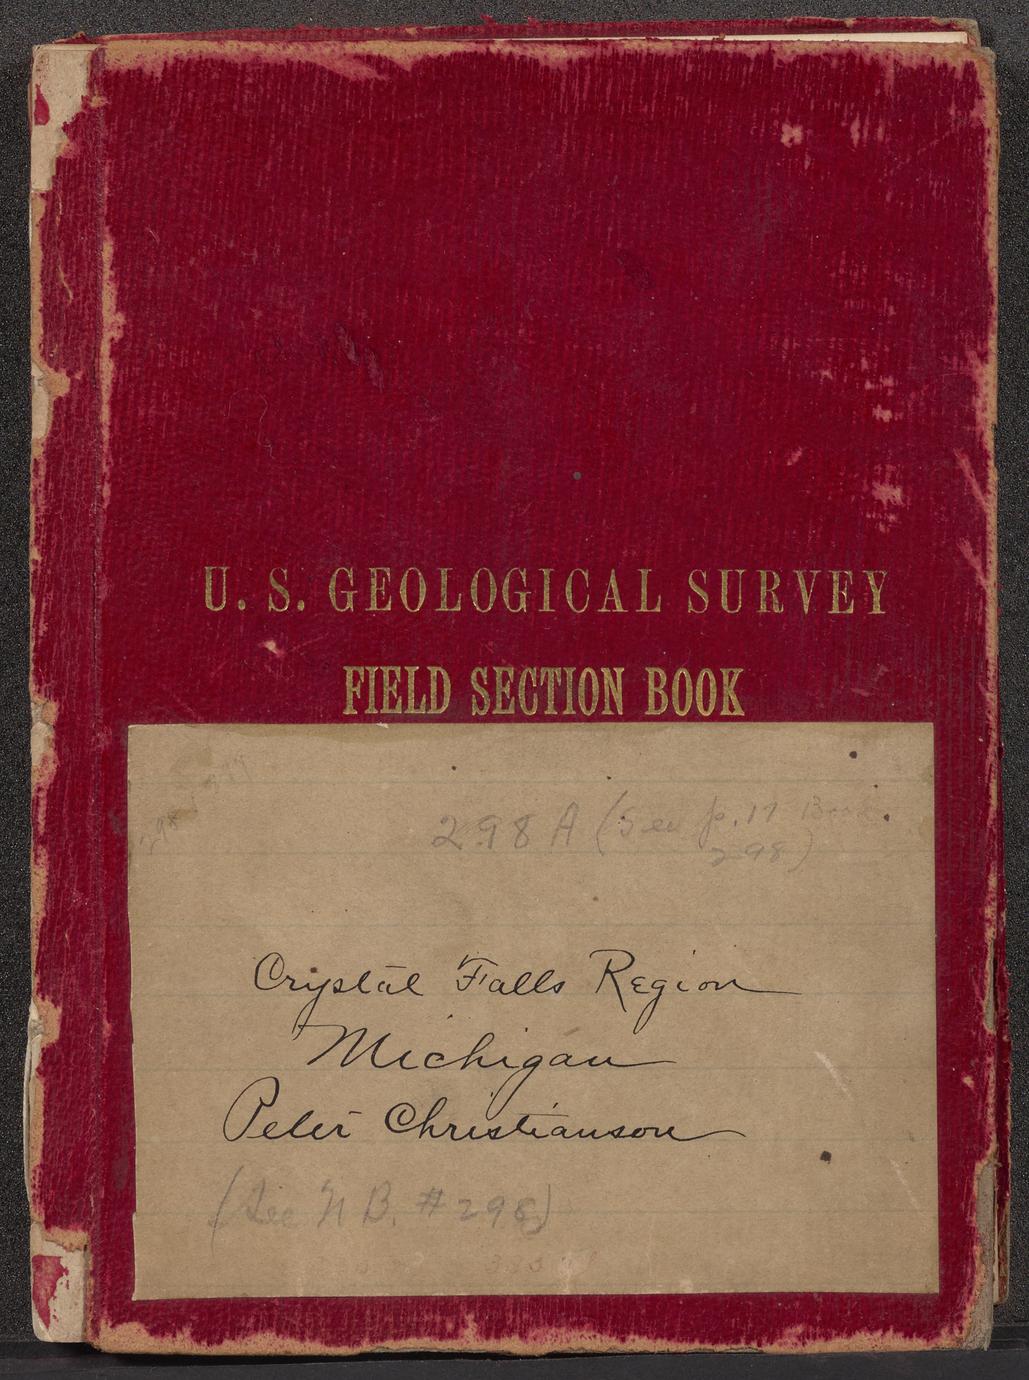 U. S. GEOLOGICAL SURVEY
FIELD SECTION BOOK
298 A (See p. 17 Book
298)
Crystal Falls Region
Michigan
Peter Christianson
(See N B. # 298)